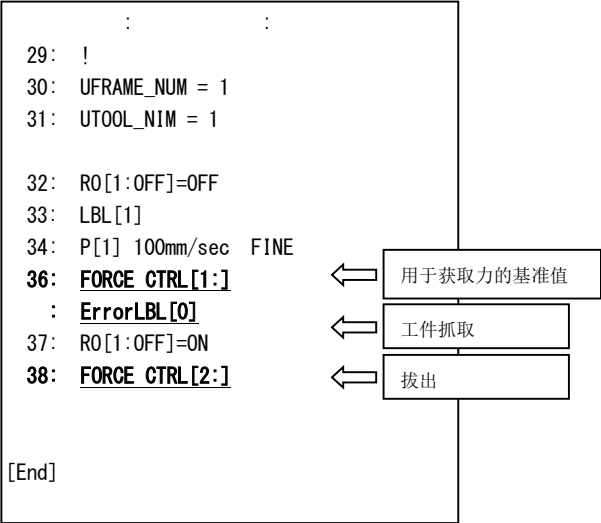 :    :
29: !
30: UFRAME_NUM = 1
31: UTOOL_NIM = 1
32: RO[1:OFF]=OFF
33: LBL[1]
34: P[1] 100mm/sec FINE
36: FORCE CTRL[1:]
用于获取力的基准值
: ErrorLBL[0]
工件抓取
37: RO[1:OFF]=ON
38: FORCE CTRL[2:]
拔出
[End]